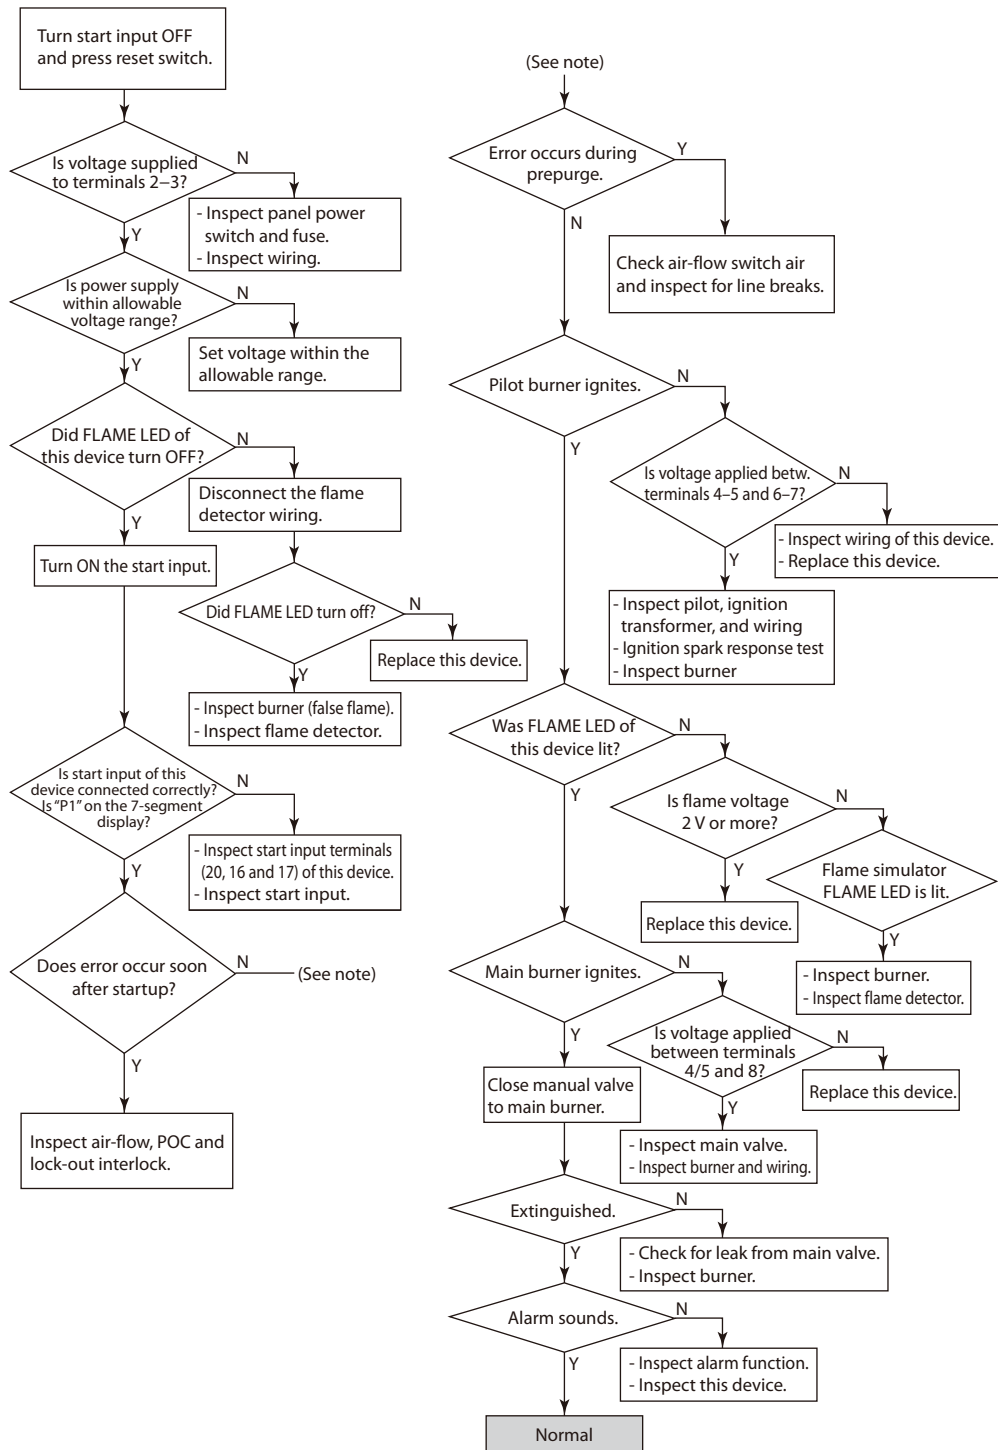 Turn start input OFF
and press reset switch.
Is voltage supplied
to terminals 2–3?
N
Y
- Inspect panel power
switch and fuse.
- Inspect wiring.
Is power supply
within allowable
voltage range?
N
Y
Set voltage within the
allowable range.
Did FLAME LED of
this device turn OFF?
N
Y
Disconnect the flame
detector wiring.
Turn ON the start input.
Did FLAME LED turn off?
N
Y
Replace this device.
- Inspect burner (false flame).
- Inspect flame detector.
Is start input of this
device connected correctly?
Is “P1” on the 7-segment
display?
N
Y
- Inspect start input terminals
(20, 16 and 17) of this device.
- Inspect start input.
Does error occur soon
after startup?
N
(See note)
Y
Inspect air-flow, POC and
lock-out interlock.
(See note)
Error occurs during
prepurge.
Y
N
Check air-flow switch air
and inspect for line breaks.
Pilot burner ignites.
N
Y
Is voltage applied betw.
terminals 4–5 and 6–7?
N
Y
- Inspect wiring of this device.
- Replace this device.
- Inspect pilot, ignition
transformer, and wiring
- Ignition spark response test
- Inspect burner
Was FLAME LED of
this device lit?
N
Y
Is flame voltage
2 V or more?
N
Y
Flame simulator
FLAME LED is lit.
Y
Replace this device.
- Inspect burner.
- Inspect flame detector.
Main burner ignites.
N
Y
Is voltage applied
between terminals
4/5 and 8?
N
Y
Replace this device.
Close manual valve
to main burner.
- Inspect main valve.
- Inspect burner and wiring.
Extinguished.
N
Y
- Check for leak from main valve.
- Inspect burner.
Alarm sounds.
N
Y
- Inspect alarm function.
- Inspect this device.
Normal